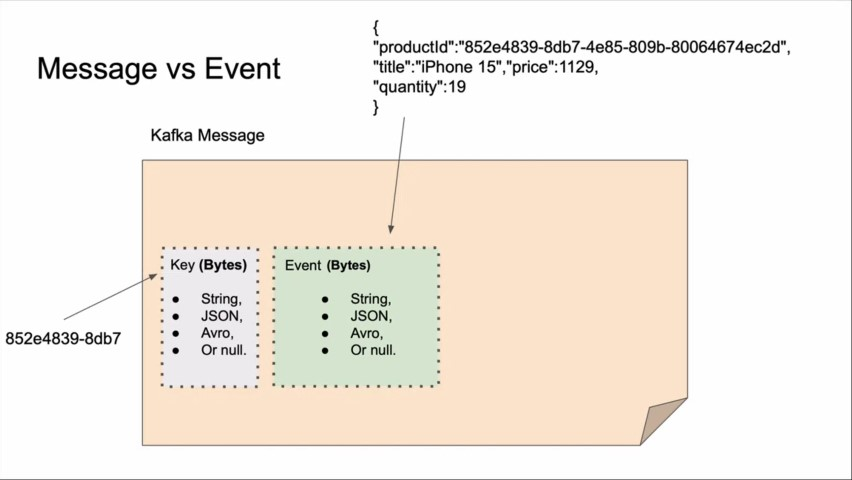 {
"productId":"852e4839-8db7-4e85-809b-80064674ec2d",
"title":"iPhone 15","price":1129,
"quantity":19
}
Message vs Event
Kafka Message
Key (Bytes)
● String,
● JSON,
● Avro,
● Or null.
Event (Bytes)
● String,
● JSON,
● Avro,
● Or null.
852e4839-8db7